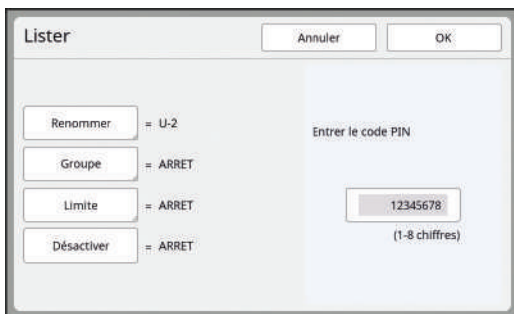 Lister
Annuler
OK
Renommer = U-2
Groupe = ARRET
Limite = ARRET
Désactiver = ARRET
Entrer le code PIN
12345678
(1-8 chiffres)